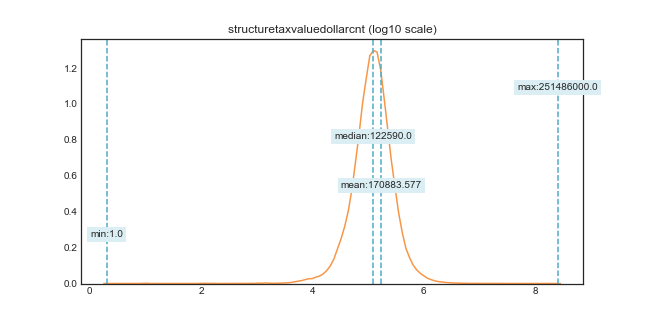 structuretaxvaluedollarcnt (log10 scale)
1.2
max:251486000.0
1.0
0.8
median:122590.0
0.6
mean:170883.577
0.4
min:1.0
0.2
0.0
0 2 4 6 8